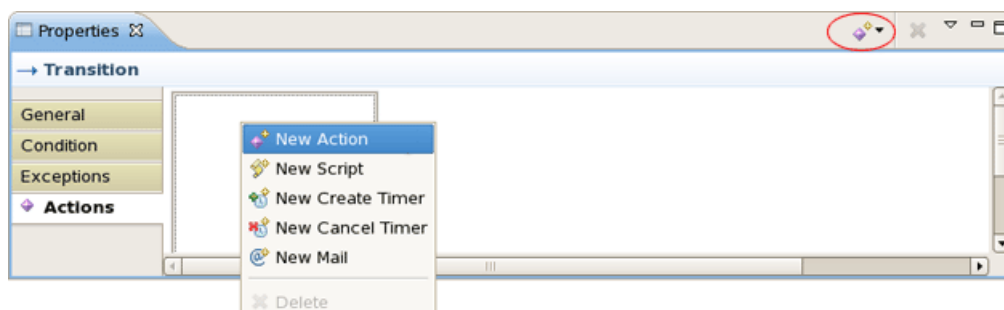 Properties
Transition
General
Condition
Exceptions
Actions
New Action
New Script
New Create Timer
New Cancel Timer
New Mail
Delete